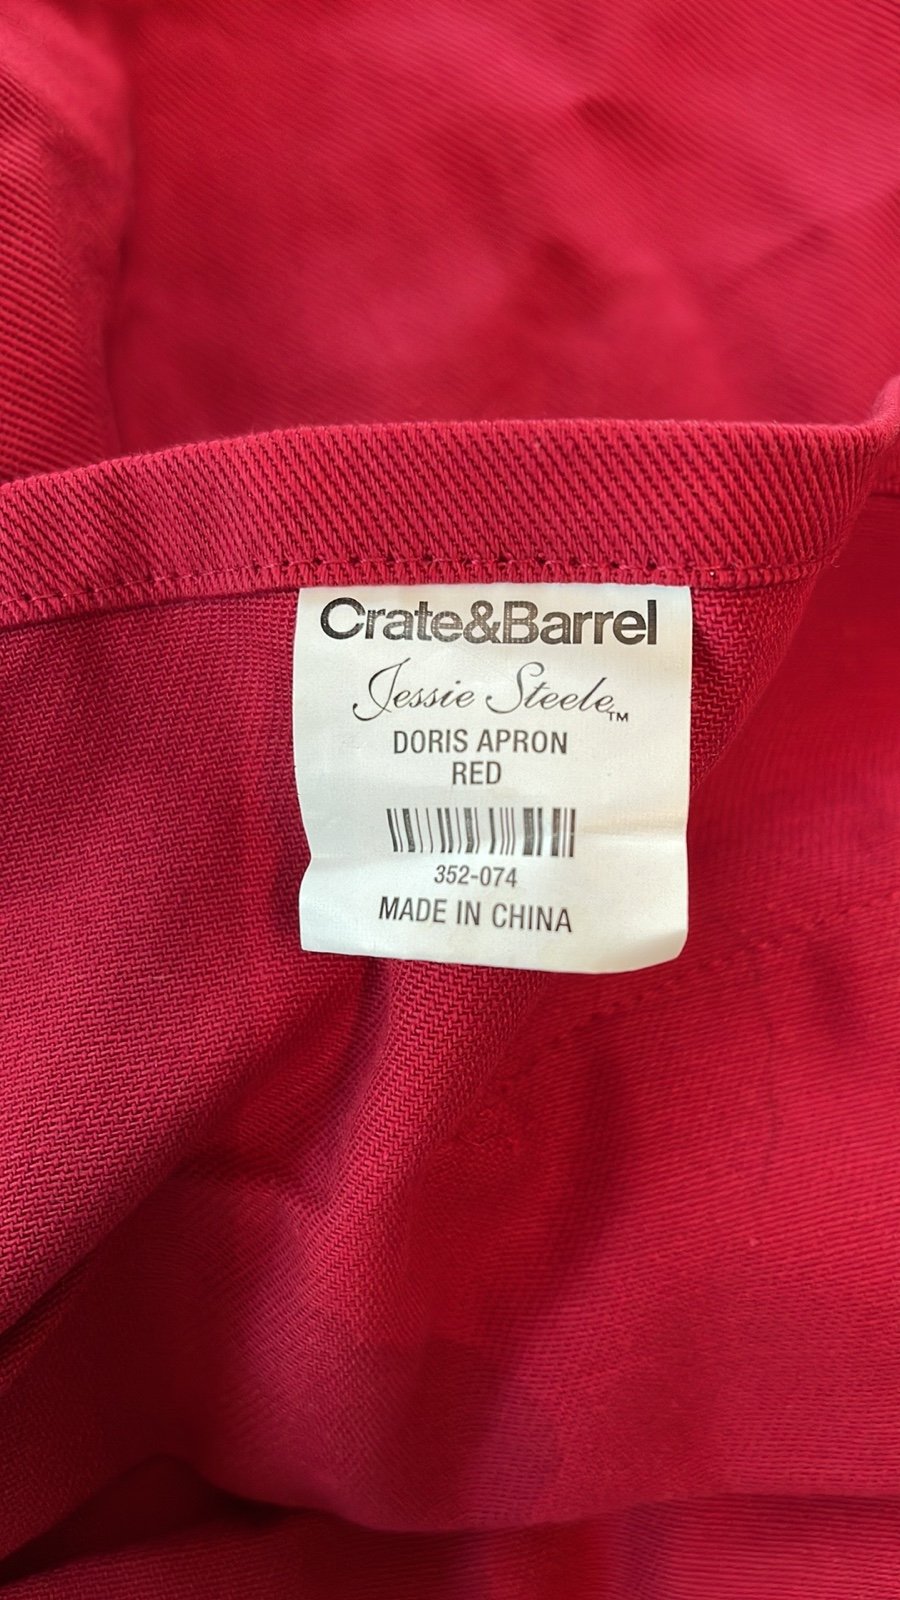 Crate&Barrel
Jessie Steele™
DORIS APRON
RED
352-074
MADE IN CHINA